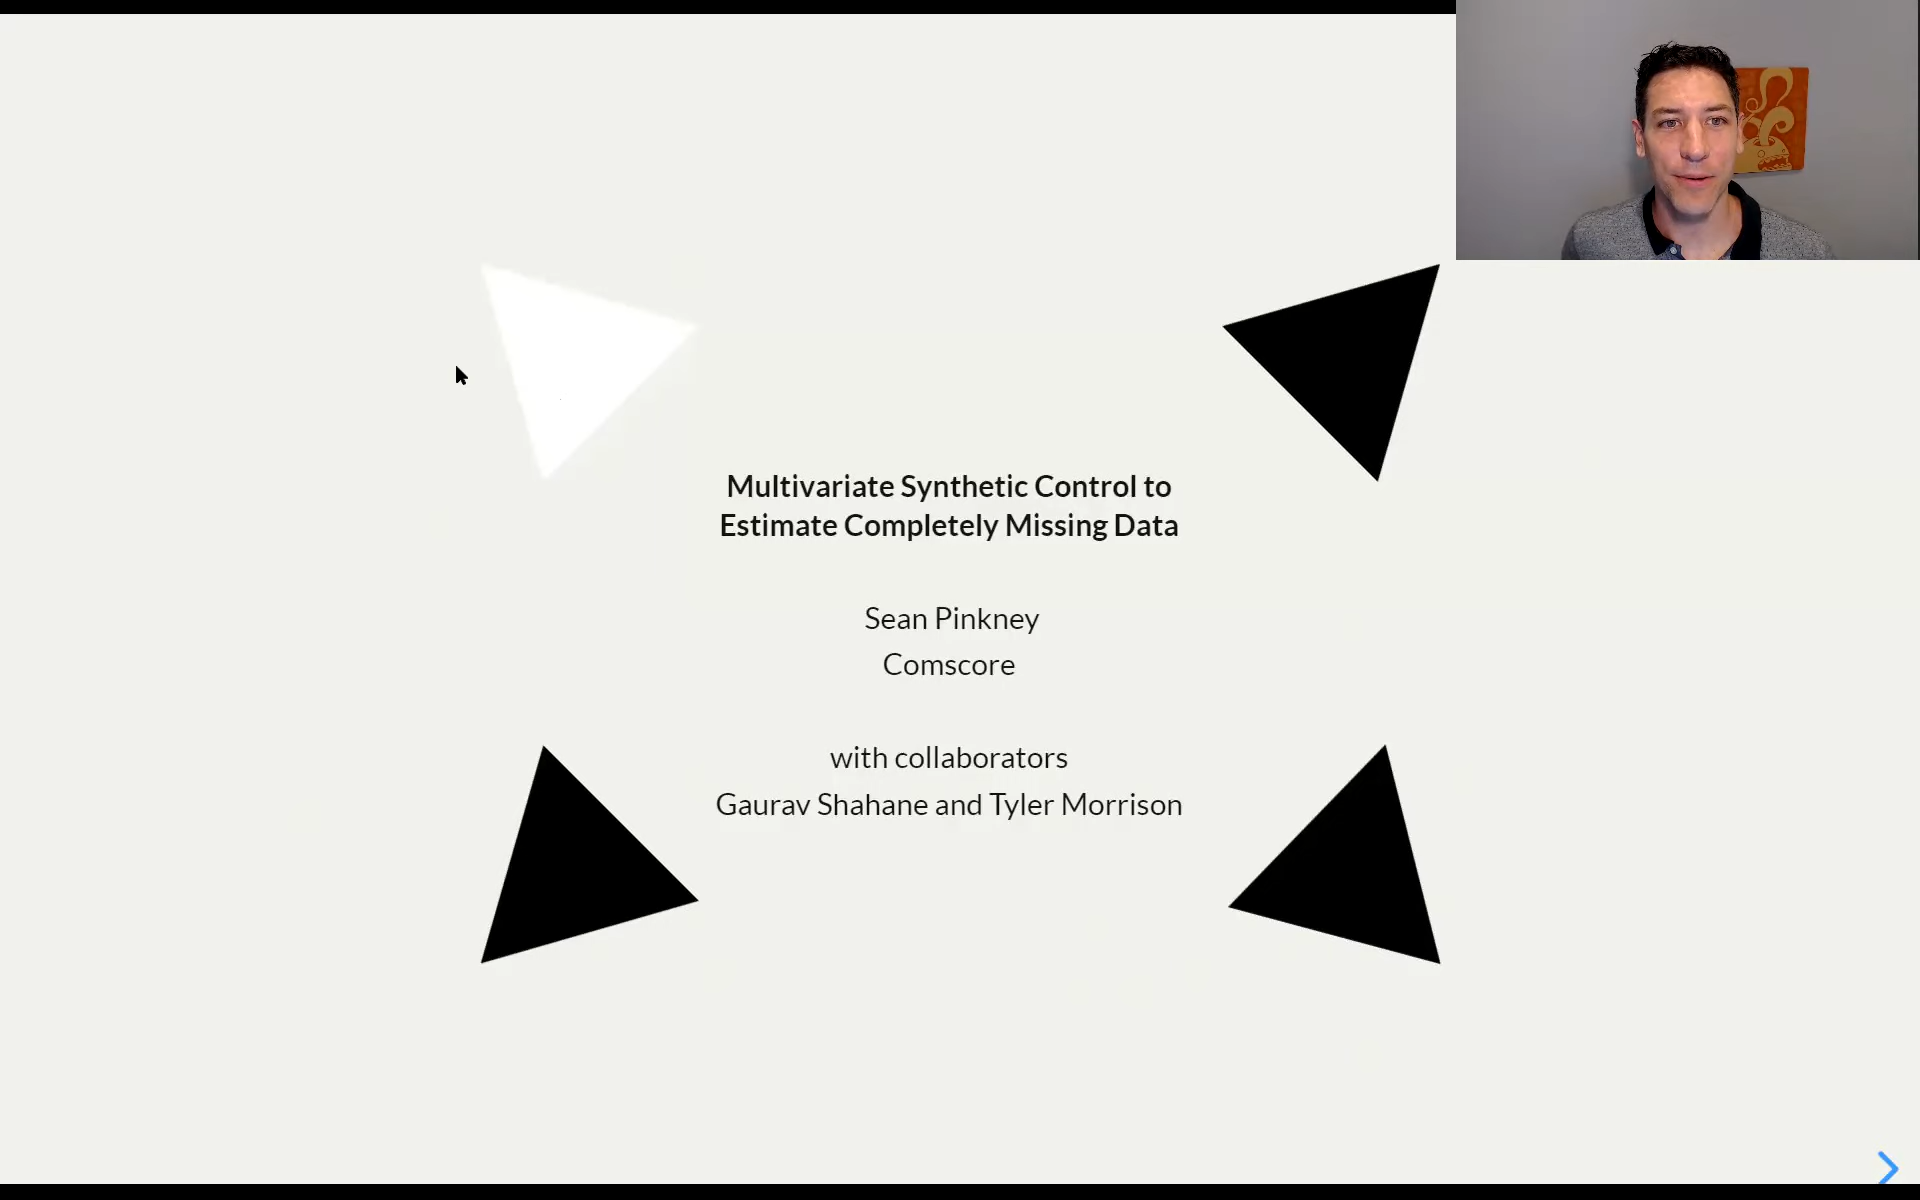 Multivariate Synthetic Control to
Estimate Completely Missing Data
Sean Pinkney
Comscore
with collaborators
Gaurav Shahane and Tyler Morrison